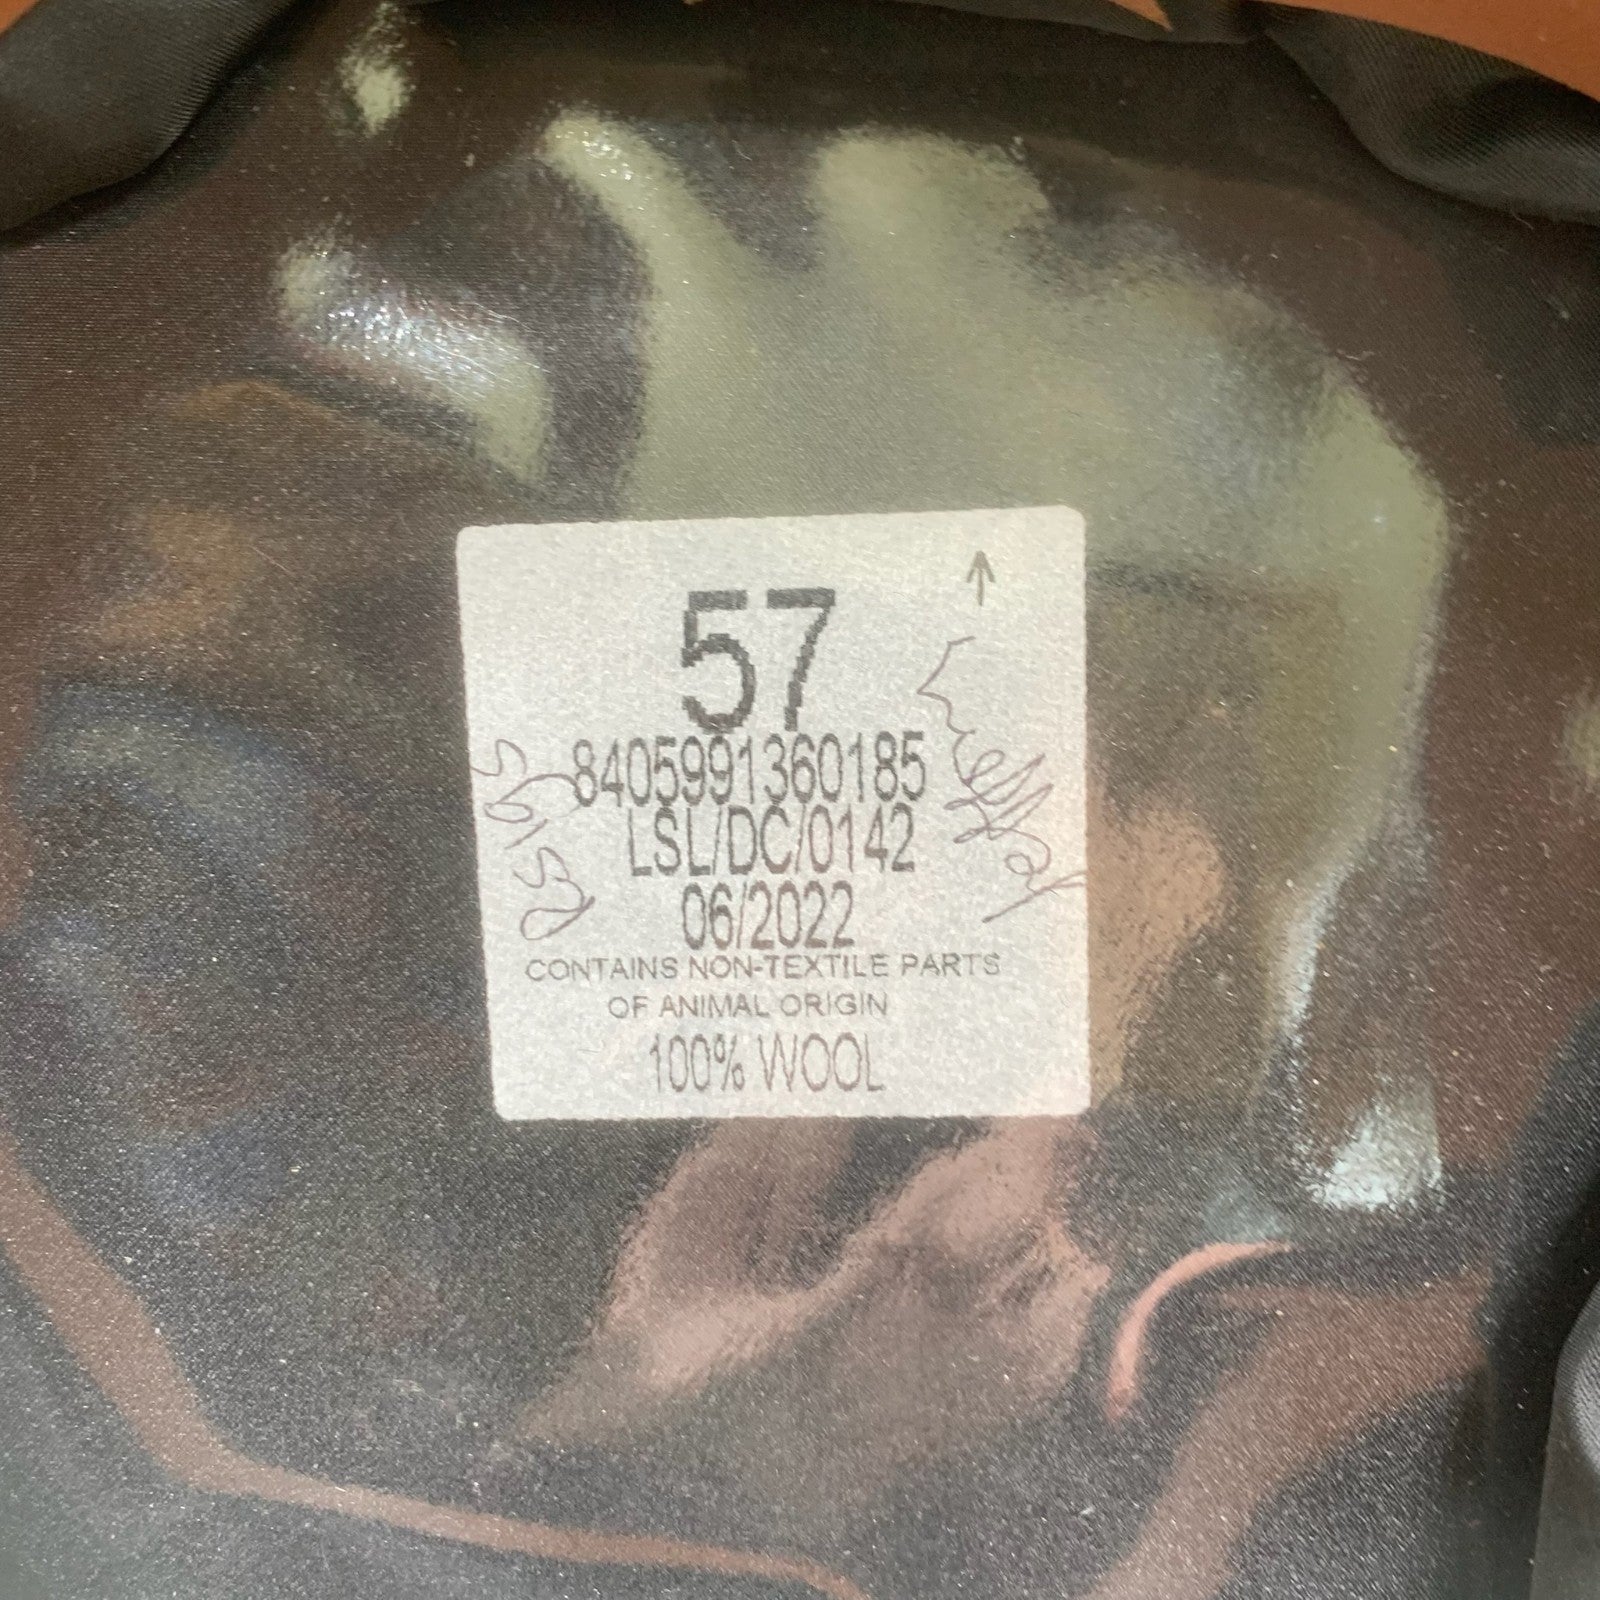 57
8405991360185
LSL/DC/0142
06/2022
CONTAINS NON-TEXTILE PARTS
OF ANIMAL ORIGIN
100% WOOL